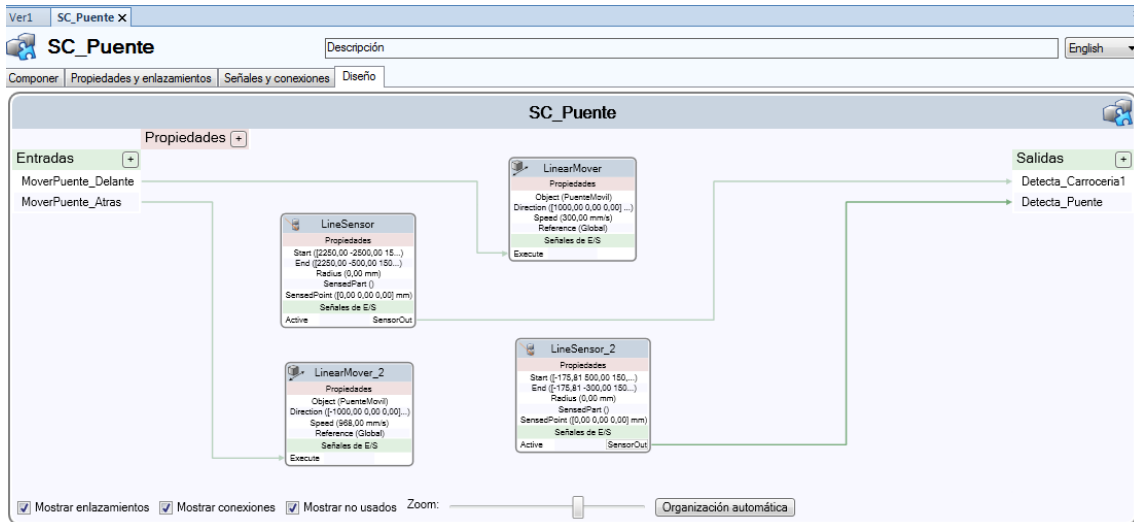 Ver1 SC_Puente X
SC_Puente
Descripción
English
Componer Propiedades y enlazamientos Señales y conexiones Diseño
SC_Puente
Propiedades +
Entradas +
MoverPuente_Delante
MoverPuente_Atras
LinearMover
Propiedades
Object (PuenteMovil)
Direction ([1000,00 0,00 0,00] ...)
Speed (300,00 mm/s)
Reference (Global)
Señales de E/S
Execute
Salidas +
Detecta_Carroceria1
Detecta_Puente
LineSensor
Propiedades
Start ([2250,00 -2500,00 15...)
End ([2250,00 -500,00 150...)
Radius (0,00 mm)
SensedPart ()
SensedPoint ([0,00 0,00 0,00] mm)
Señales de E/S
Active SensorOut
LinearMover_2
Propiedades
Object (PuenteMovil)
Direction ([-1000,00 0,00 0,00]...)
Speed (968,00 mm/s)
Reference (Global)
Señales de E/S
Execute
LineSensor_2
Propiedades
Start ([-175,81 500,00 150,...)
End ([-175,81 -300,00 150...)
Radius (0,00 mm)
SensedPart ()
SensedPoint ([0,00 0,00 0,00] mm)
Señales de E/S
Active SensorOut
Mostrar enlazamientos Mostrar conexiones Mostrar no usados Zoom: Organización automática